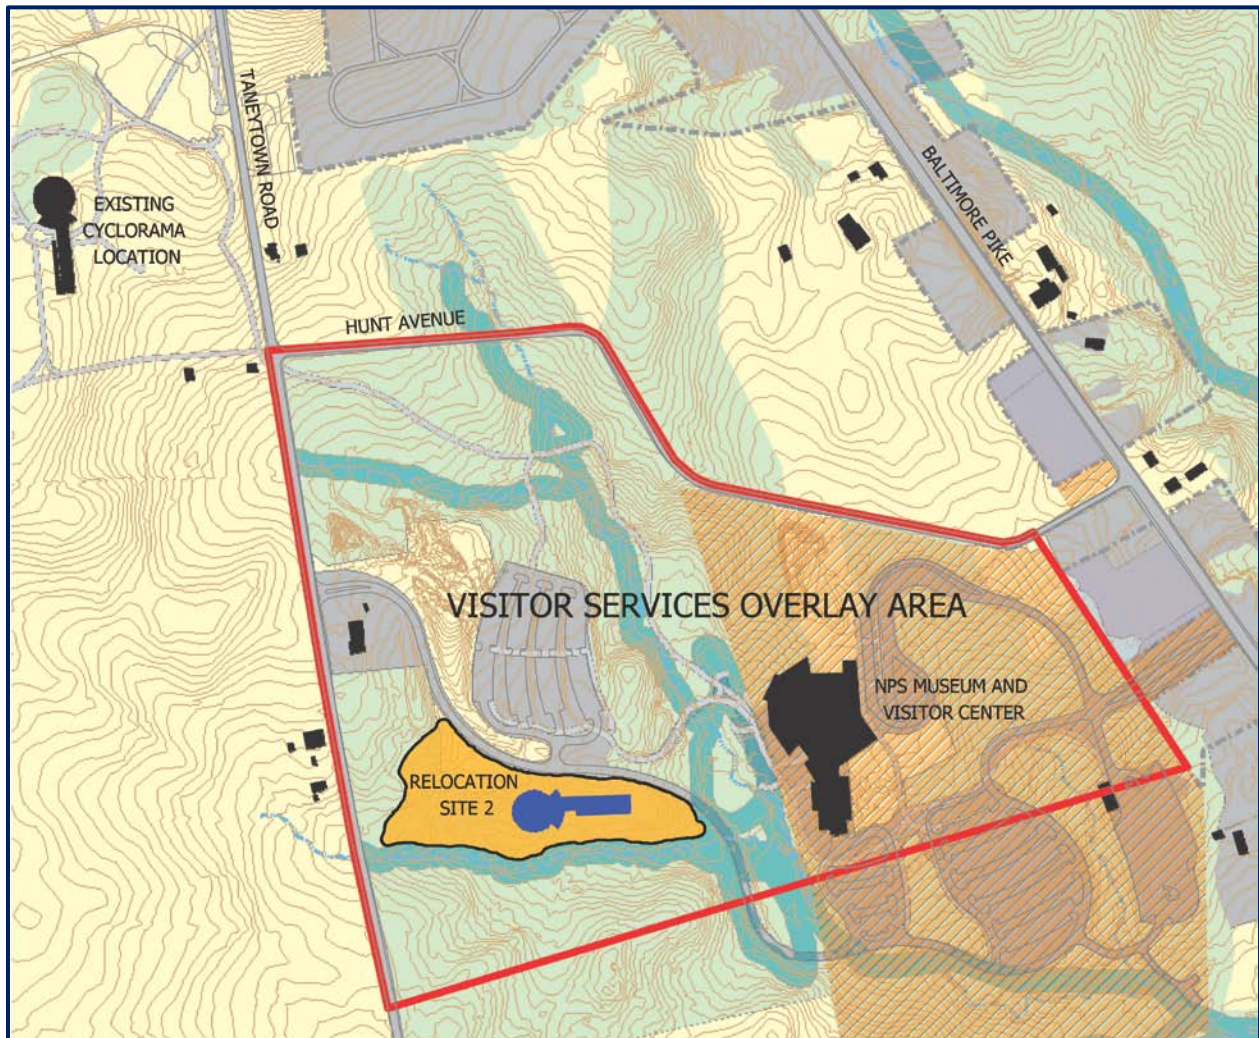 TANEYTOWN ROAD
BALTIMORE PIKE
EXISTING
CYCLORAMA
LOCATION
HUNT AVENUE
VISITOR SERVICES OVERLAY AREA
NPS MUSEUM AND
VISITOR CENTER
RELOCATION
SITE 2